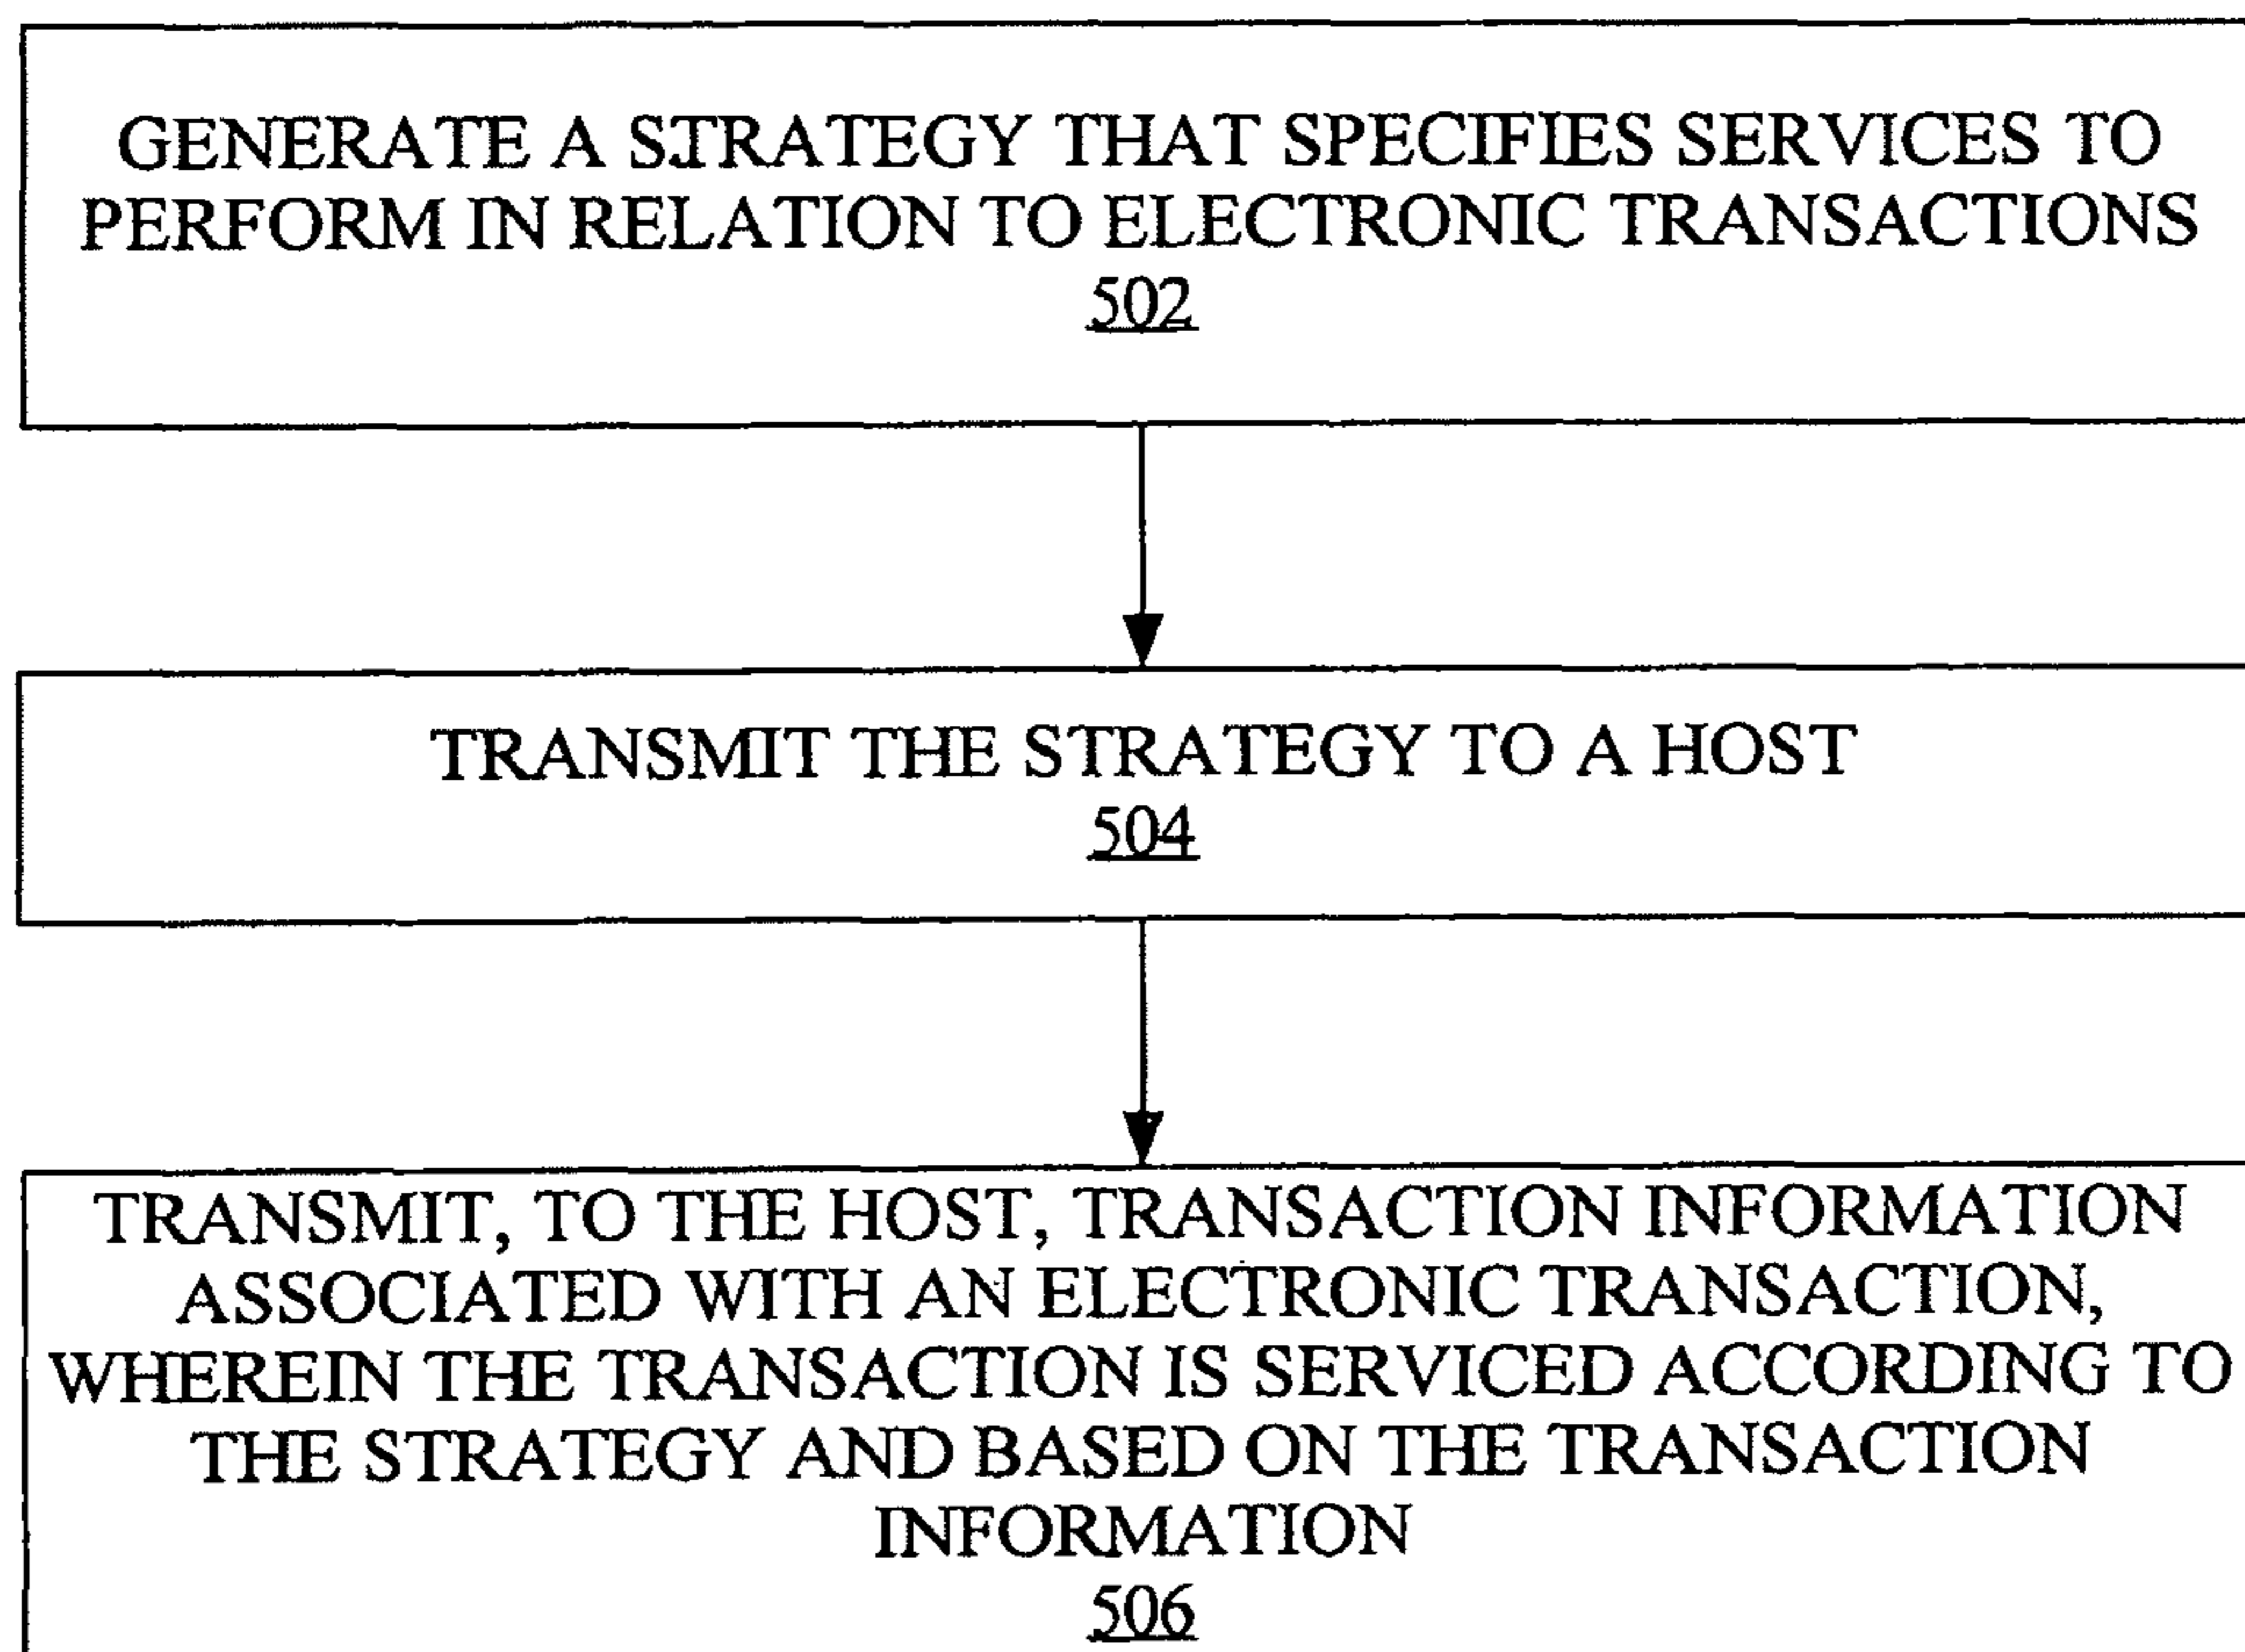 GENERATE A STRATEGY THAT SPECIFIES SERVICES TO
PERFORM IN RELATION TO ELECTRONIC TRANSACTIONS
502
TRANSMIT THE STRATEGY TO A HOST
504
TRANSMIT, TO THE HOST, TRANSACTION INFORMATION
ASSOCIATED WITH AN ELECTRONIC TRANSACTION,
WHEREIN THE TRANSACTION IS SERVICED ACCORDING TO
THE STRATEGY AND BASED ON THE TRANSACTION
INFORMATION
506